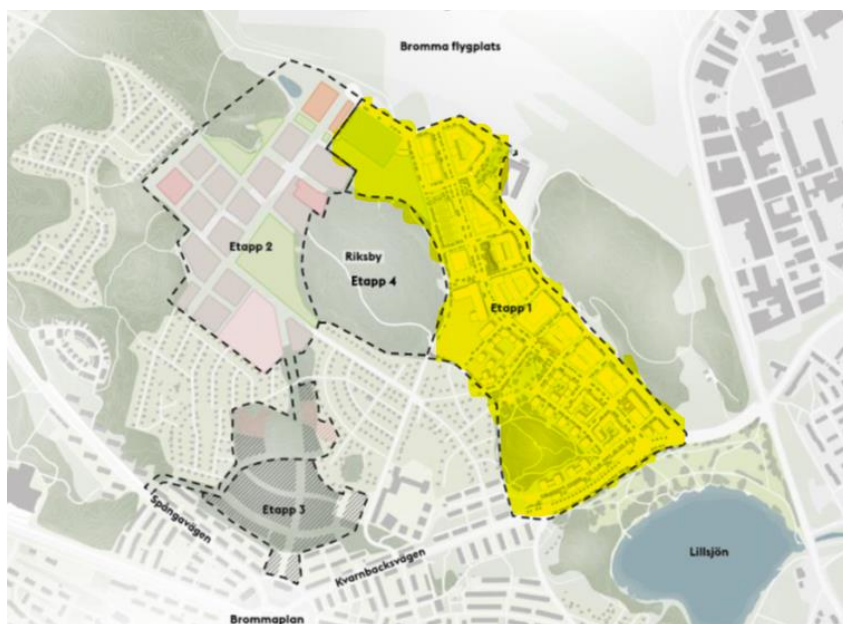 Bromma flygplats
Etapp 2
Riksby
Etapp 4
Etapp 1
Etapp 3
Spångavägen
Kvarnbacksvägen
Lillsjön
Brommaplan